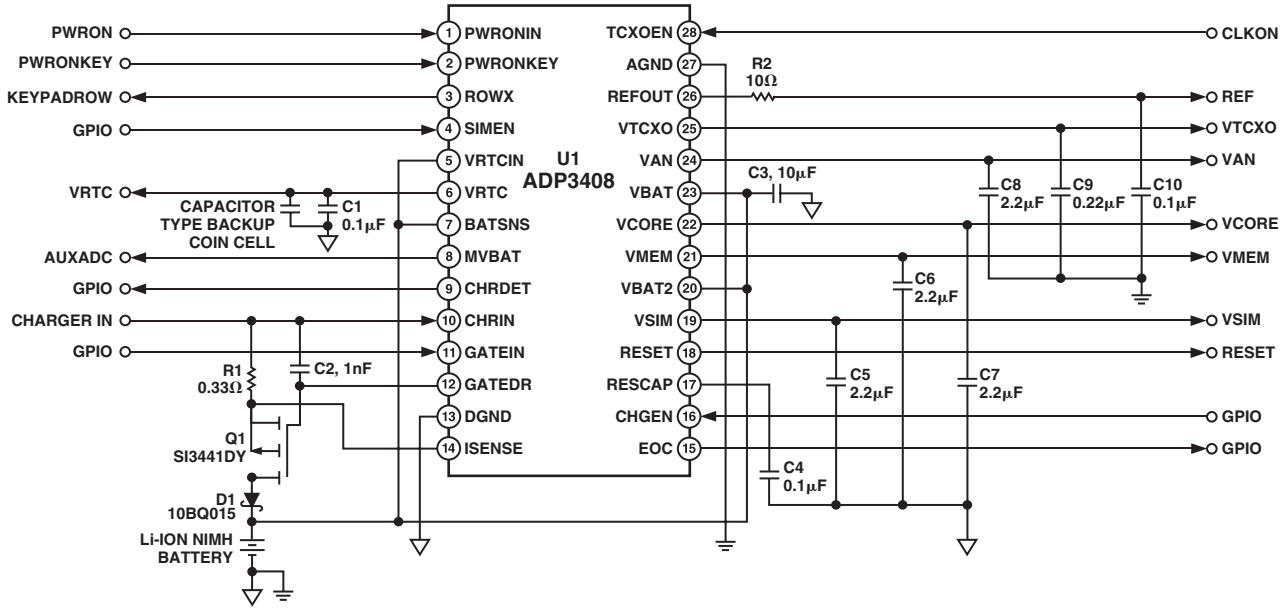 PWRON
PWRONKEY
KEYPADROW
GPIO
VRTC
CAPACITOR
TYPE BACKUP
COIN CELL
C1
0.1µF
AUXADC
GPIO
CHARGER IN
GPIO
R1
0.33Ω
C2, 1nF
Q1
SI3441DY
D1
10BQ015
Li-ION NIMH
BATTERY
1 PWRONIN
2 PWRONKEY
3 ROWX
4 SIMEN
5 VRTCIN
6 VRTC
7 BATSNS
8 MVBAT
9 CHRDET
10 CHRIN
11 GATEIN
12 GATEDR
13 DGND
14 ISENSE
U1
ADP3408
TCXOEN 28
AGND 27
REFOUT 26
VTCXO 25
VAN 24
VBAT 23
VCORE 22
VMEM 21
VBAT2 20
VSIM 19
RESET 18
RESCAP 17
CHGEN 16
EOC 15
R2
10Ω
C3, 10µF
C8
2.2µF
C9
0.22µF
C10
0.1µF
C6
2.2µF
C5
2.2µF
C7
2.2µF
C4
0.1µF
CLKON
REF
VTCXO
VAN
VCORE
VMEM
VSIM
RESET
GPIO
GPIO